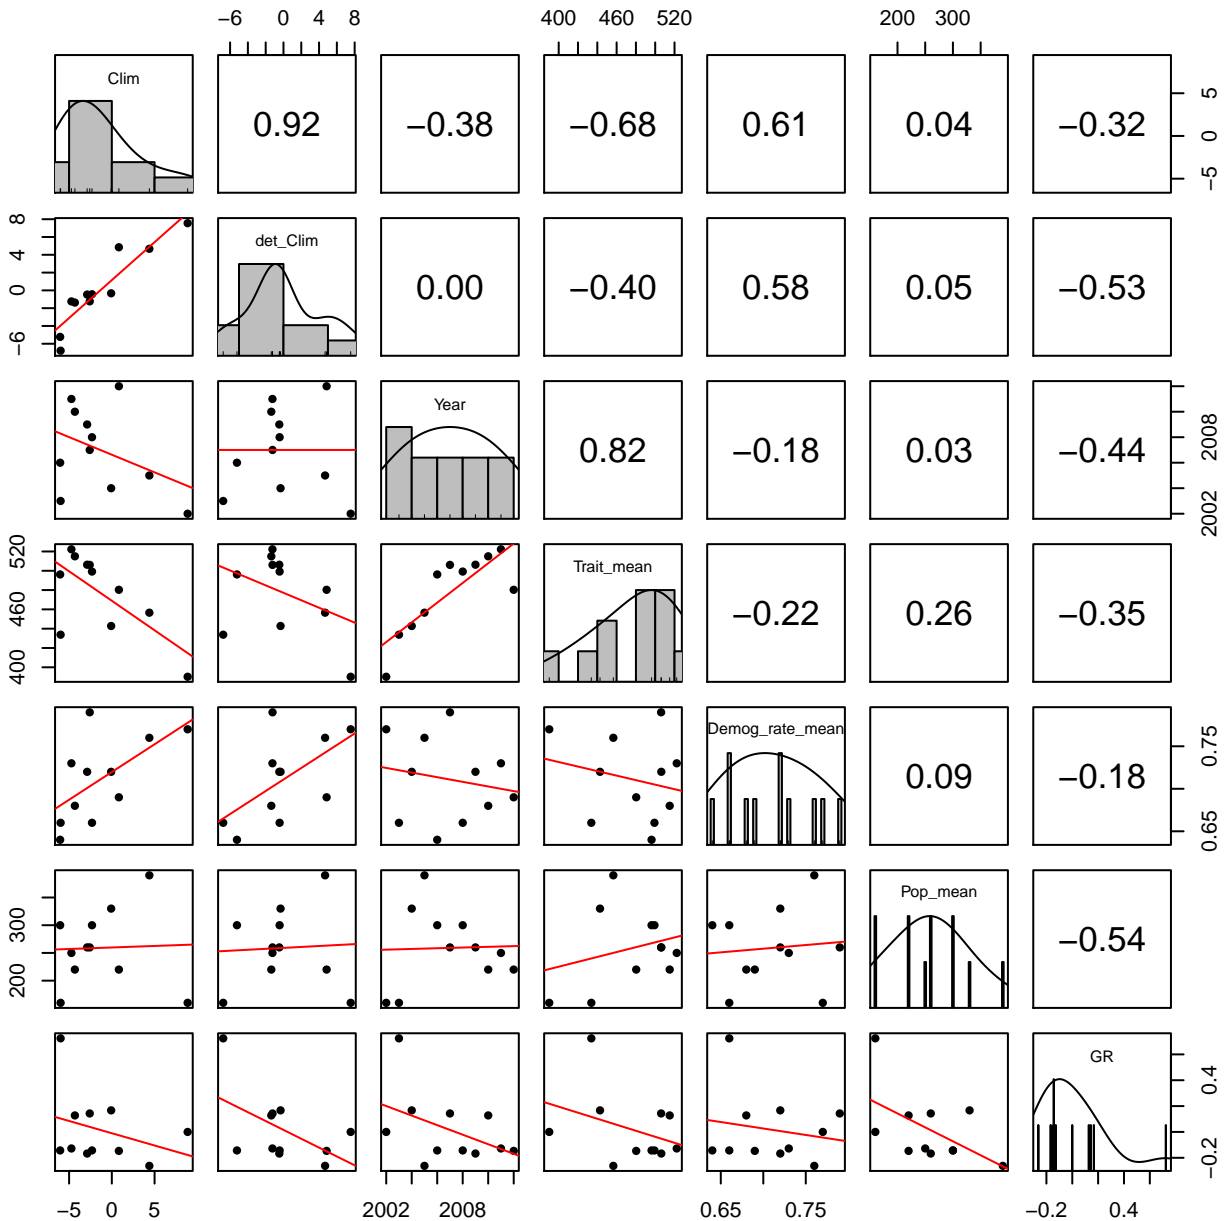 −6 0 4 8 400 460 520 200 300
Clim 0.92 −0.38 −0.68 0.61 0.04 −0.32
−5 0 5
det_Clim 0.00 −0.40 0.58 0.05 −0.53
−6 0 4 8
Year 0.82 −0.18 0.03 −0.44
2002 2008
Trait_mean −0.22 0.26 −0.35
400 460 520
Demog_rate_mean 0.09 −0.18
0.65 0.75
Pop_mean −0.54
200 300
GR
−0.2 0.4
−5 0 5 2002 2008 0.65 0.75 −0.2 0.4